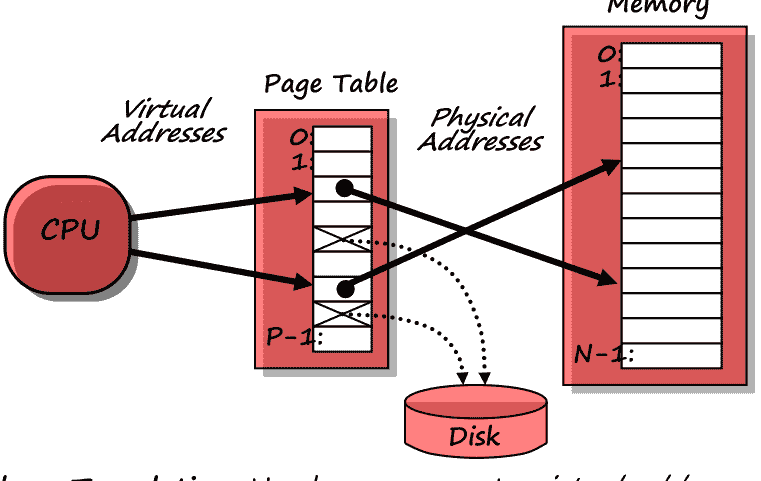 Memory
0:
1:
Page Table
Virtual
Addresses
Physical
Addresses
0:
1:
CPU
P-1:
N-1:
Disk